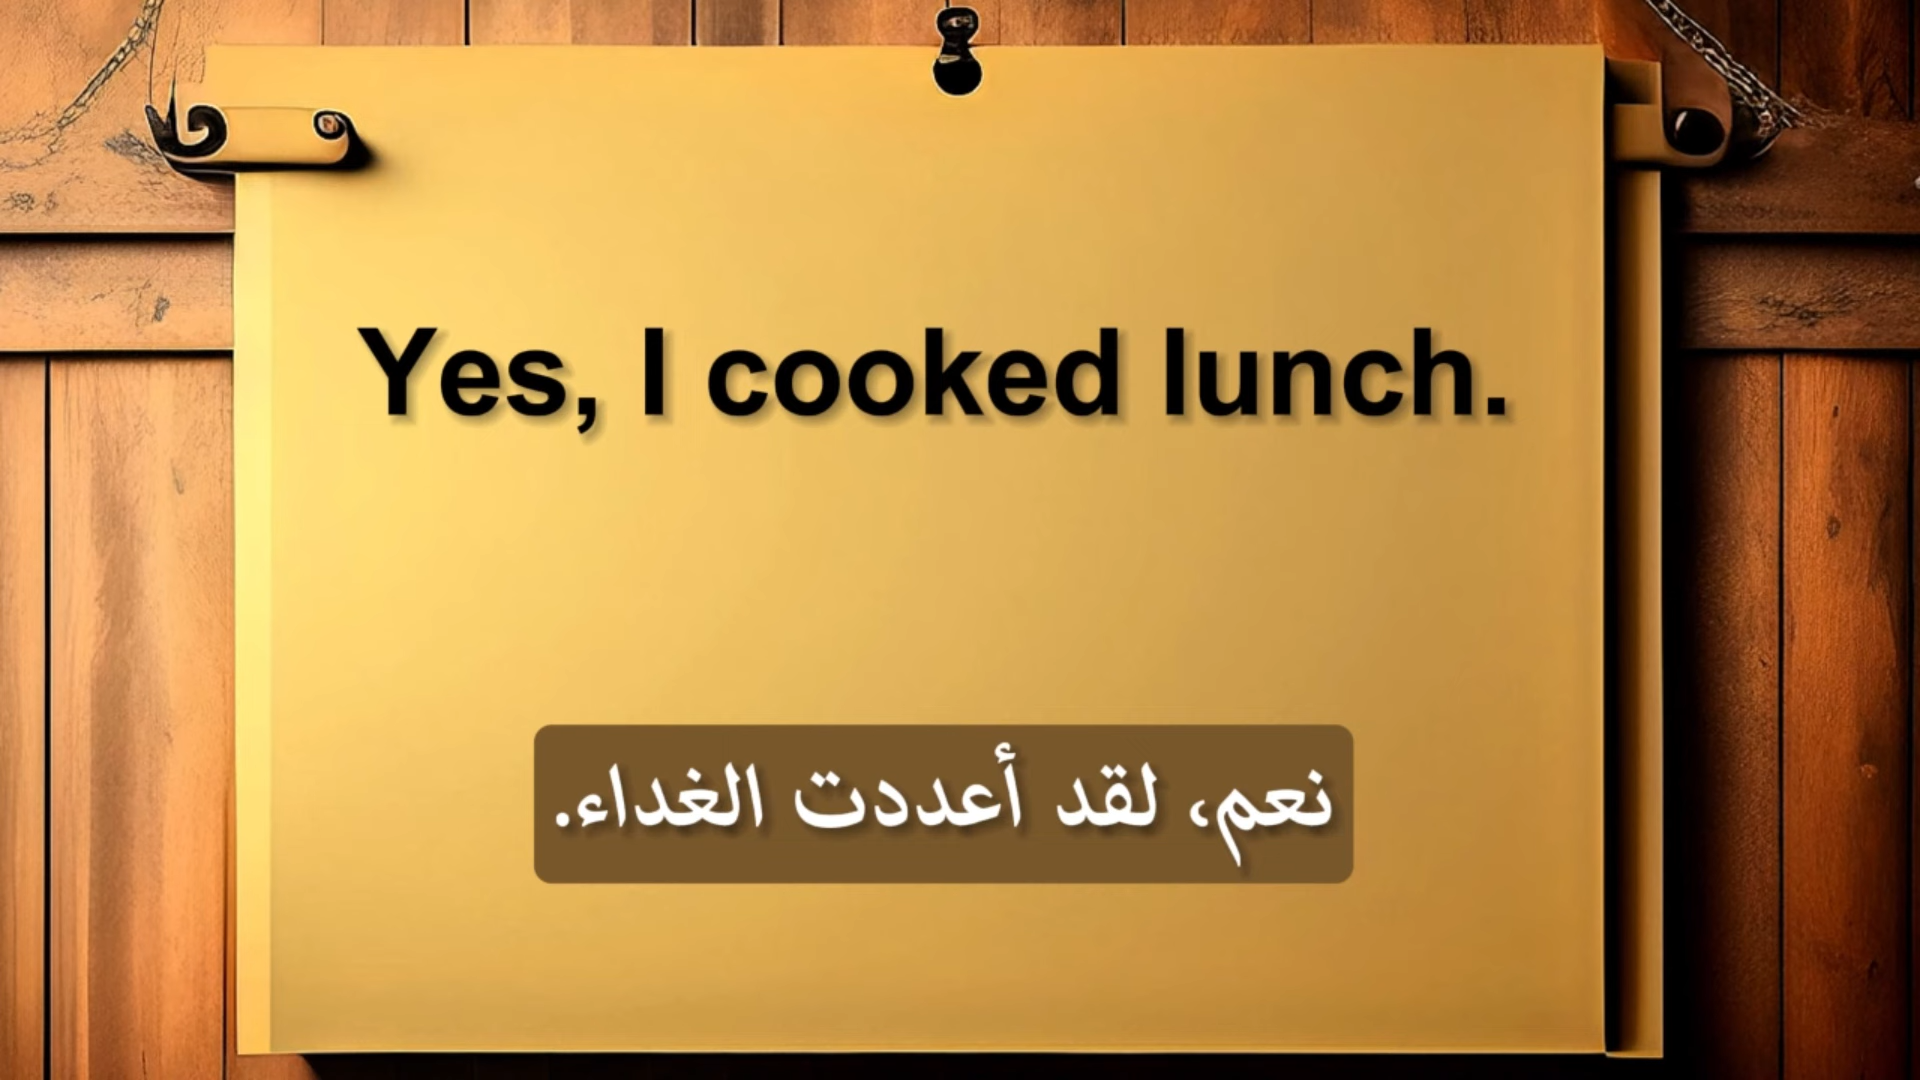 Yes, I cooked lunch.
نعم، لقد أعددت الغداء.